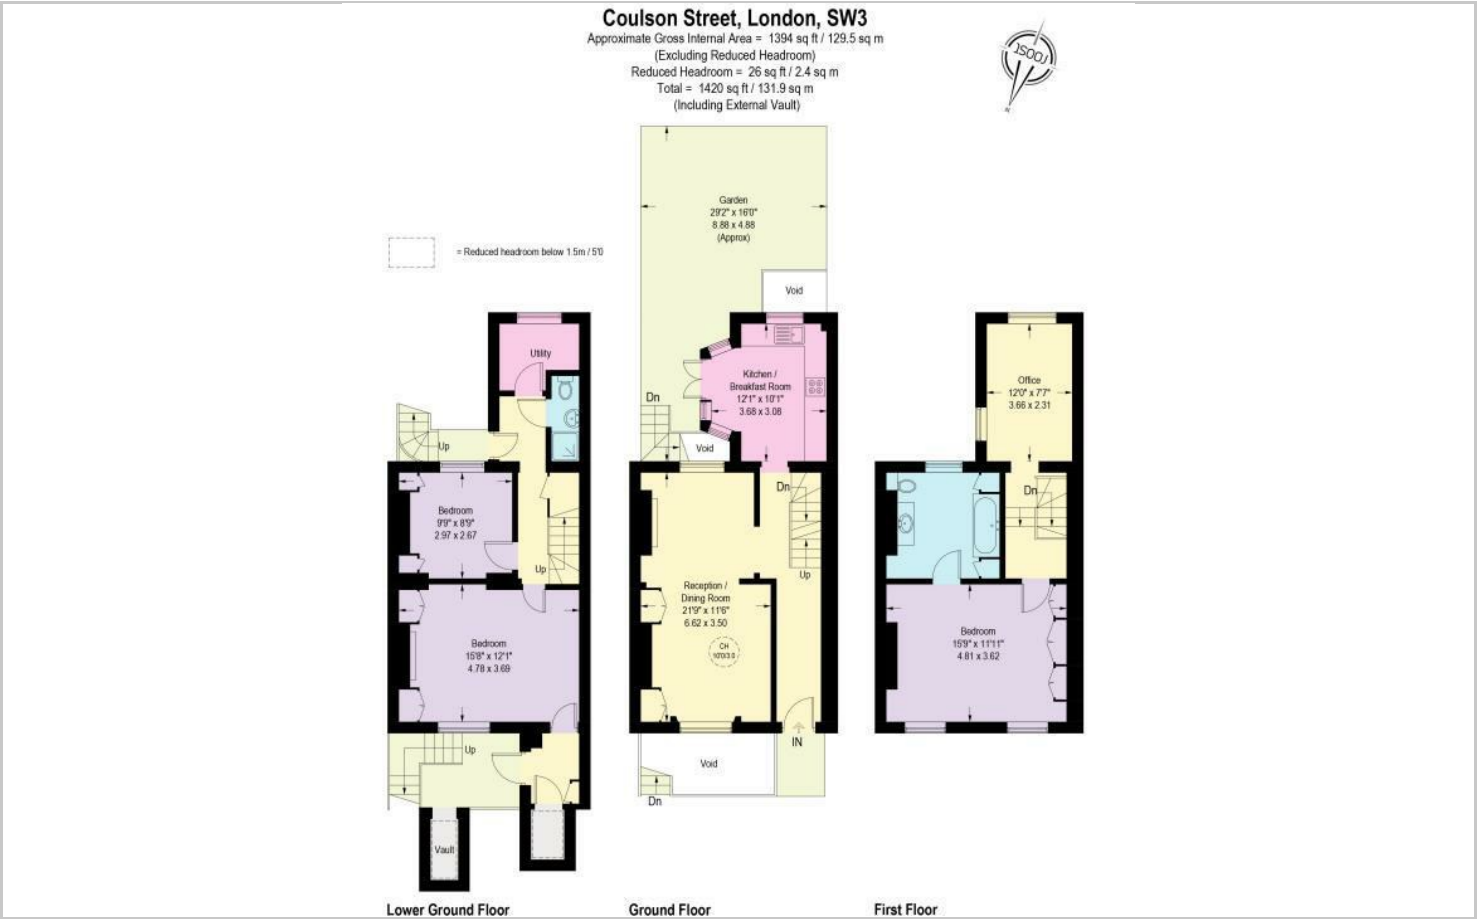 Coulson Street, London, SW3
Approximate Gross Internal Area = 1394 sq ft / 129.5 sq m
(Excluding Reduced Headroom)
Reduced Headroom = 26 sq ft / 2.4 sq m
Total = 1420 sq ft / 131.9 sq m
(Including External Vault)
roost
N
= Reduced headroom below 1.5m / 5'0
Utility
Up
Bedroom
9'9" x 8'9"
2.97 x 2.67
Up
Bedroom
15'8" x 12'1"
4.78 x 3.69
Up
Vault
Lower Ground Floor
Garden
29'2" x 16'0"
8.88 x 4.88
(Approx)
Void
Kitchen /
Breakfast Room
12'1" x 10'1"
3.68 x 3.08
Dn
Void
Dn
Up
Reception /
Dining Room
21'9" x 11'6"
6.62 x 3.50
CH
10'0/3.0
IN
Void
Dn
Ground Floor
Office
12'0" x 7'7"
3.66 x 2.31
Dn
Bedroom
15'9" x 11'11"
4.81 x 3.62
First Floor